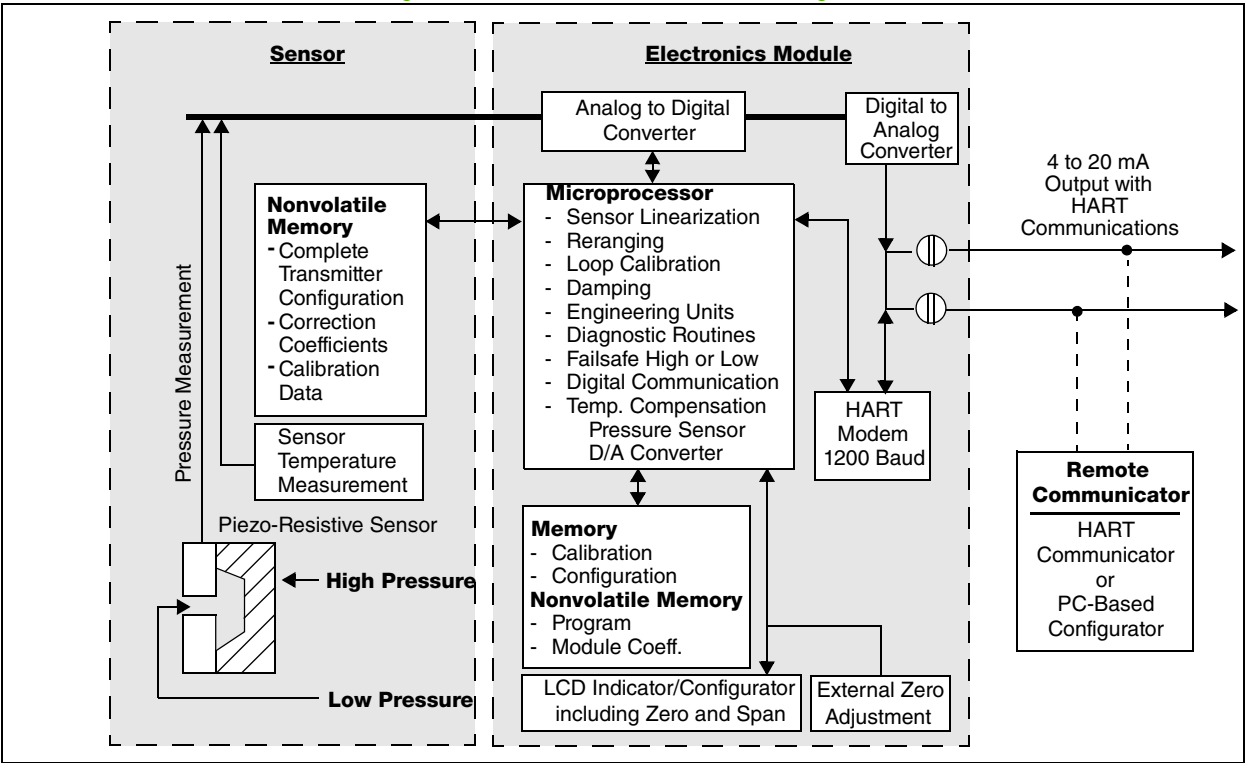 Sensor
Electronics Module
Analog to Digital
Converter
Digital to
Analog
Converter
4 to 20 mA
Output with
HART
Communications
Pressure Measurement
Nonvolatile
Memory
- Complete
Transmitter
Configuration
- Correction
Coefficients
- Calibration
Data
Sensor
Temperature
Measurement
Piezo-Resistive Sensor
High Pressure
Low Pressure
Microprocessor
- Sensor Linearization
- Reranging
- Loop Calibration
- Damping
- Engineering Units
- Diagnostic Routines
- Failsafe High or Low
- Digital Communication
- Temp. Compensation
Pressure Sensor
D/A Converter
HART
Modem
1200 Baud
Memory
- Calibration
- Configuration
Nonvolatile Memory
- Program
- Module Coeff.
LCD Indicator/Configurator
including Zero and Span
External Zero
Adjustment
Remote
Communicator
HART
Communicator
or
PC-Based
Configurator